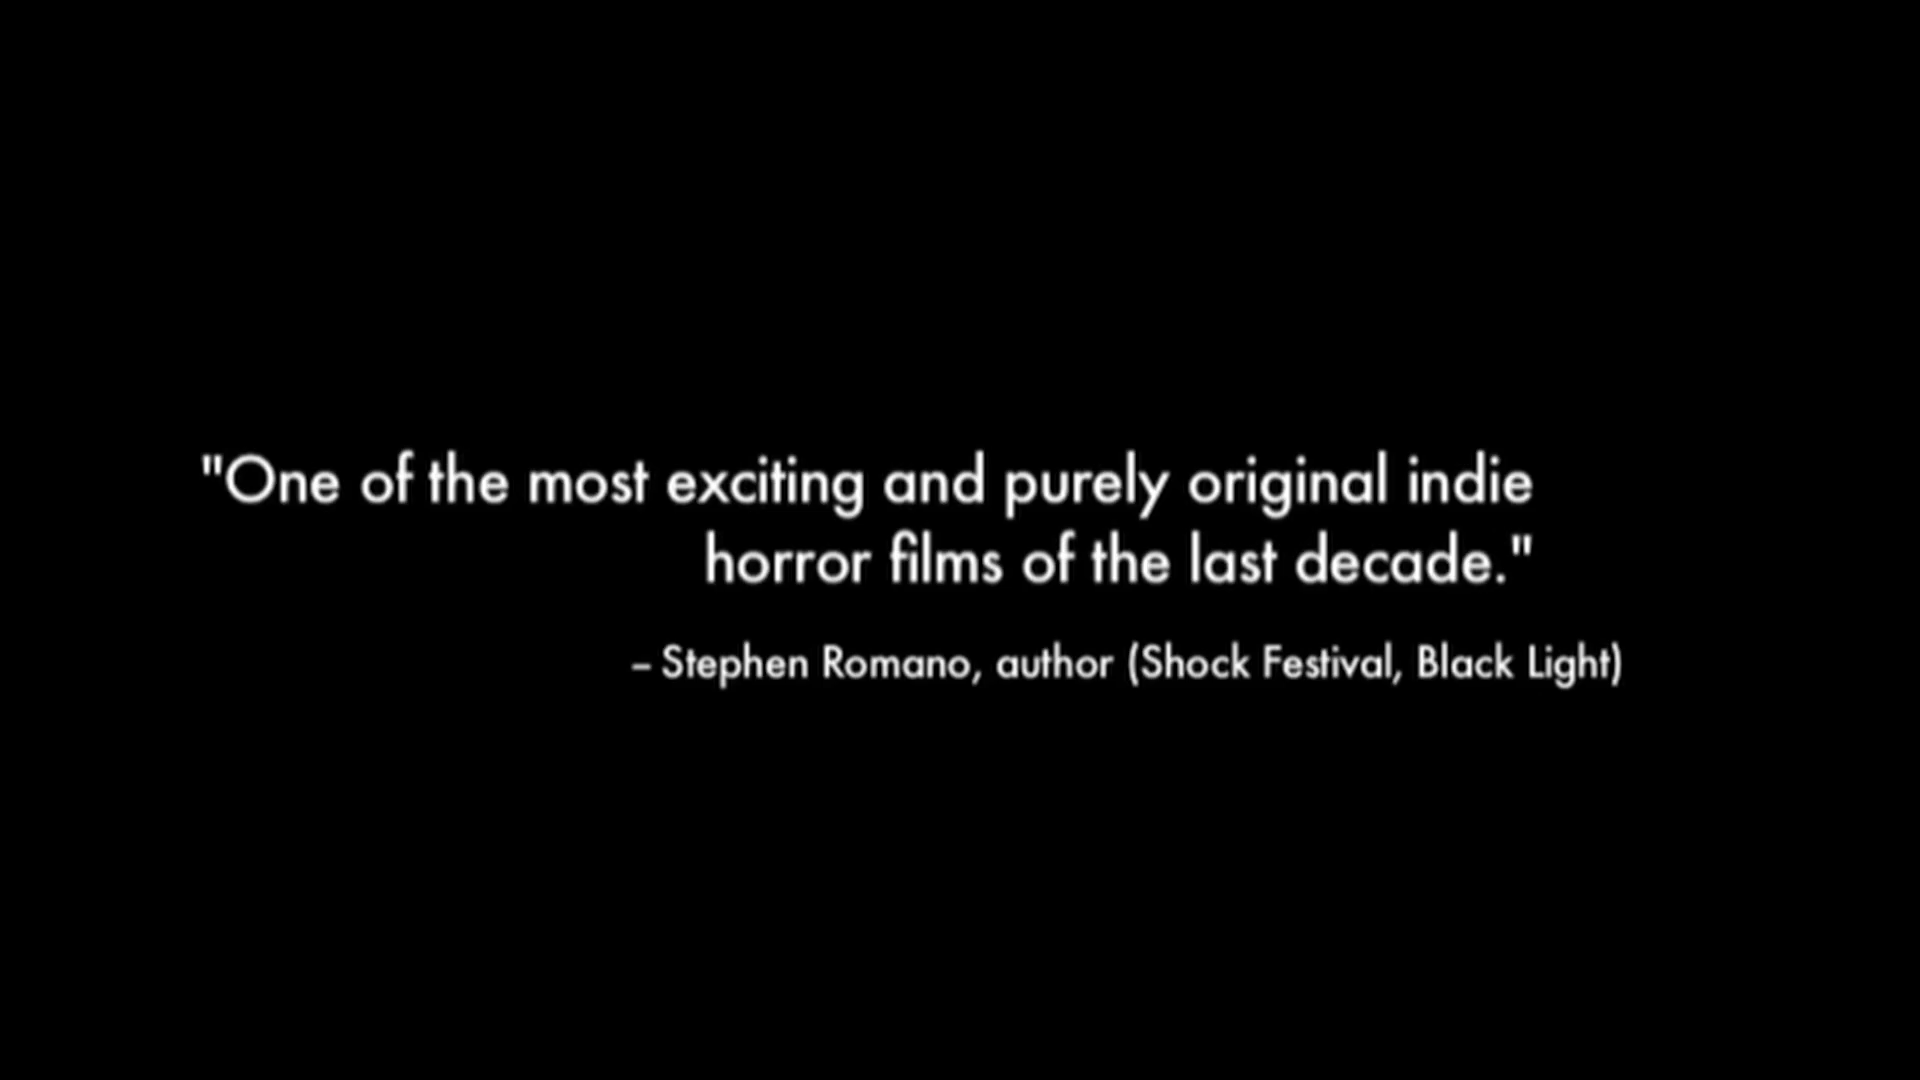 "One of the most exciting and purely original indie
horror films of the last decade."
– Stephen Romano, author (Shock Festival, Black Light)